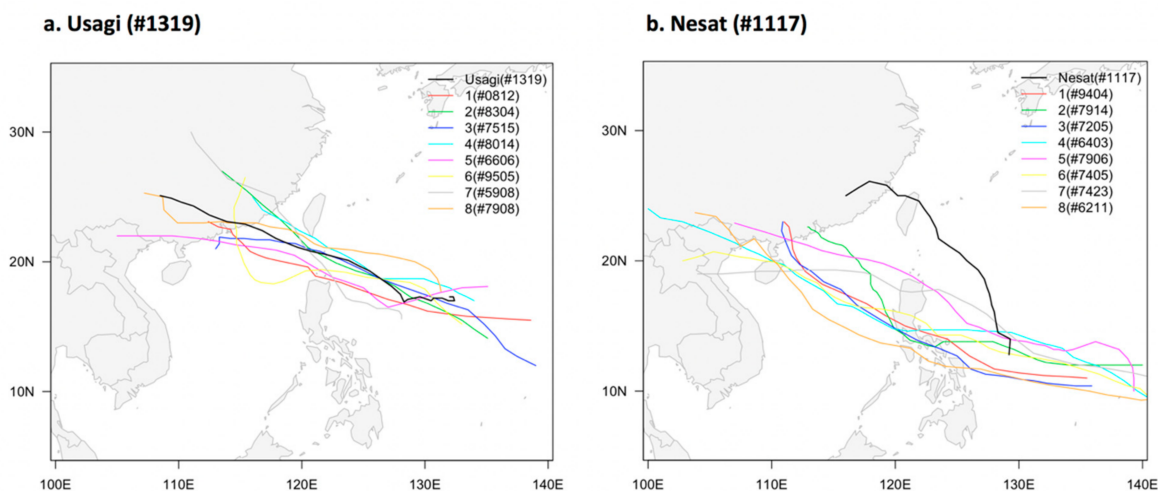 a. Usagi (#1319)
Usagi(#1319)
1(#0812)
2(#8304)
3(#7515)
4(#8014)
5(#6606)
6(#9505)
7(#5908)
8(#7908)
30N
20N
10N
100E 110E 120E 130E 140E
b. Nesat (#1117)
Nesat(#1117)
1(#9404)
2(#7914)
3(#7205)
4(#6403)
5(#7906)
6(#7405)
7(#7423)
8(#6211)
30N
20N
10N
100E 110E 120E 130E 140E